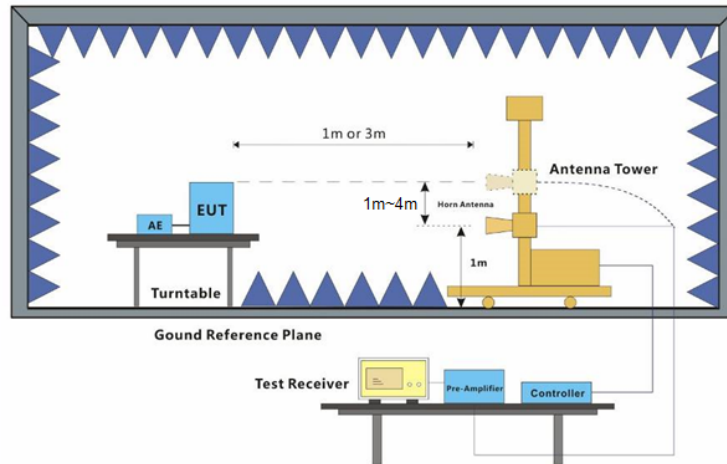 1m or 3m
Antenna Tower
1m~4m
Horn Antenna
EUT
AE
1m
Turntable
Gound Reference Plane
Test Receiver
Pre-Amplifier
Controller